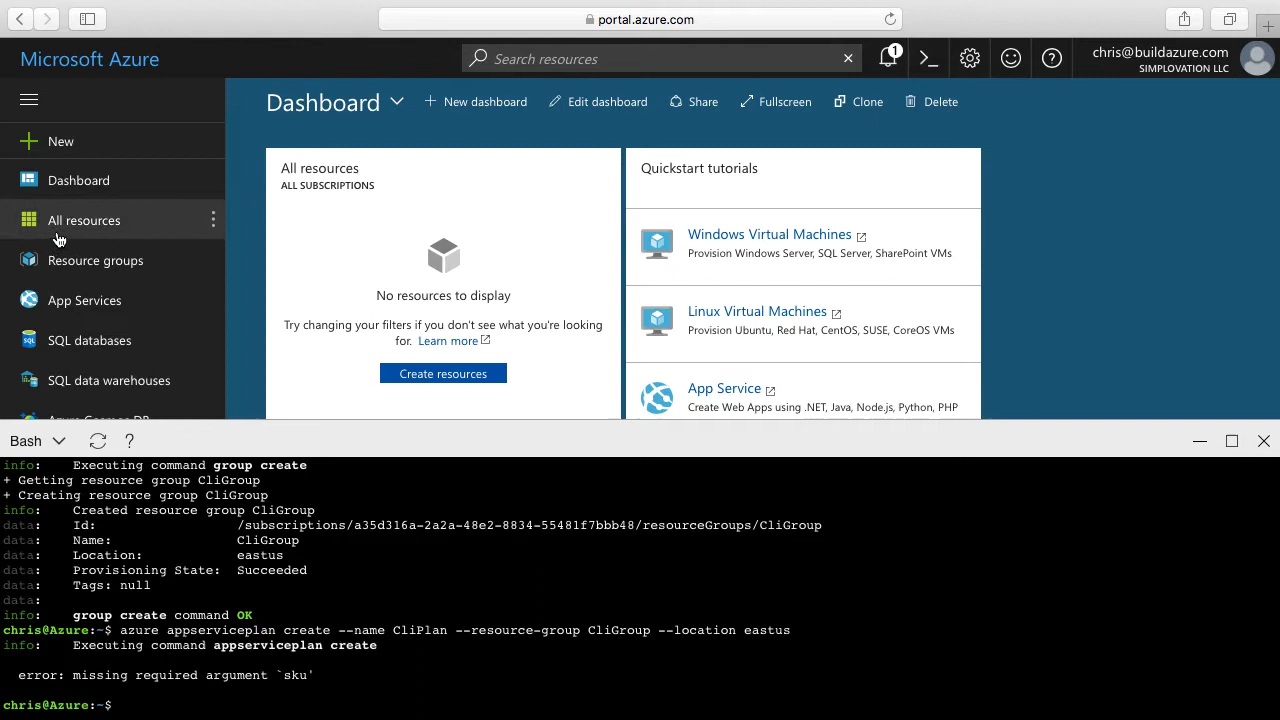 portal.azure.com
Microsoft Azure
Search resources
1
chris@buildazure.com
SIMPLOVATION LLC
Dashboard
New dashboard
Edit dashboard
Share
Fullscreen
Clone
Delete
New
Dashboard
All resources
Resource groups
App Services
SQL databases
SQL data warehouses
Azure Cosmos DB
All resources
ALL SUBSCRIPTIONS
No resources to display
Try changing your filters if you don't see what you're looking
for. Learn more
Create resources
Quickstart tutorials
Windows Virtual Machines
Provision Windows Server, SQL Server, SharePoint VMs
Linux Virtual Machines
Provision Ubuntu, Red Hat, CentOS, SUSE, CoreOS VMs
App Service
Create Web Apps using .NET, Java, Node.js, Python, PHP
Bash
?
info: Executing command group create
+ Getting resource group CliGroup
+ Creating resource group CliGroup
info: Created resource group CliGroup
data: Id: /subscriptions/a35d316a-2a2a-48e2-8834-55481f7bbb48/resourceGroups/CliGroup
data: Name: CliGroup
data: Location: eastus
data: Provisioning State: Succeeded
data: Tags: null
data:
info: group create command OK
chris@Azure:~$ azure appserviceplan create --name CliPlan --resource-group CliGroup --location eastus
info: Executing command appserviceplan create
error: missing required argument `sku'
chris@Azure:~$